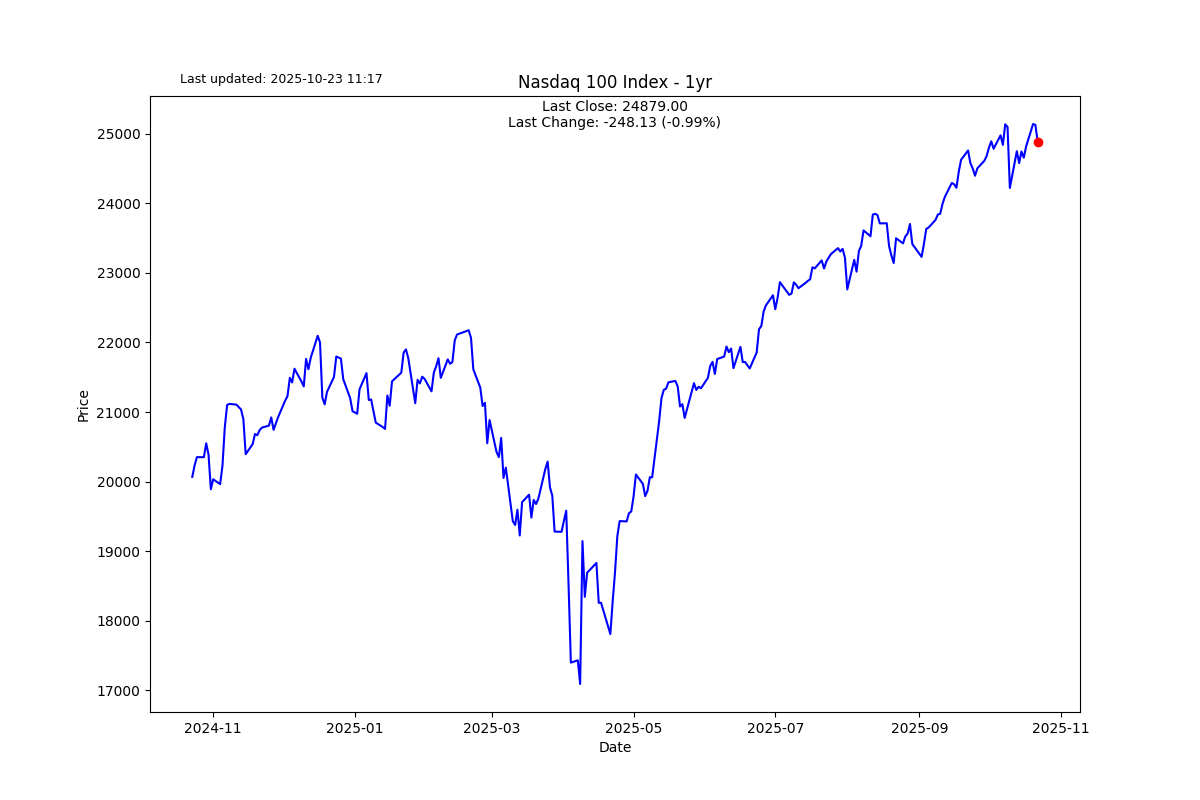 Last updated: 2025-10-23 11:17
Nasdaq 100 Index - 1yr
Last Close: 24879.00
Last Change: -248.13 (-0.99%)
Price
25000
24000
23000
22000
21000
20000
19000
18000
17000
2024-11 2025-01 2025-03 2025-05 2025-07 2025-09 2025-11
Date